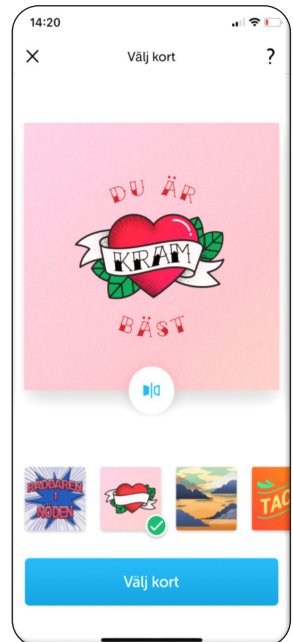 14:20
Välj kort
?
DU ÄR
KRAM
BÄST
RÄDDAREN
I
NÖDEN
TAC
Välj kort